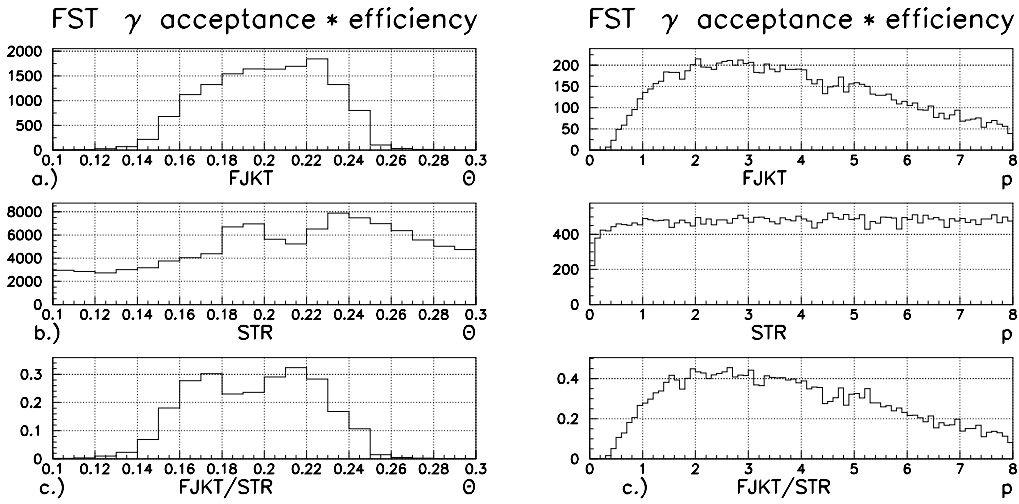 FST γ acceptance * efficiency
2000
1500
1000
500
0
0.1 0.12 0.14 0.16 0.18 0.2 0.22 0.24 0.26 0.28 0.3
a.) FJKT Θ
8000
6000
4000
2000
0
0.1 0.12 0.14 0.16 0.18 0.2 0.22 0.24 0.26 0.28 0.3
b.) STR Θ
0.3
0.2
0.1
0
0.1 0.12 0.14 0.16 0.18 0.2 0.22 0.24 0.26 0.28 0.3
c.) FJKT/STR Θ
FST γ acceptance * efficiency
200
150
100
50
0
0 1 2 3 4 5 6 7 8
FJKT p
400
200
0
0 1 2 3 4 5 6 7 8
STR p
0.4
0.2
0
0 1 2 3 4 5 6 7 8
c.) FJKT/STR p